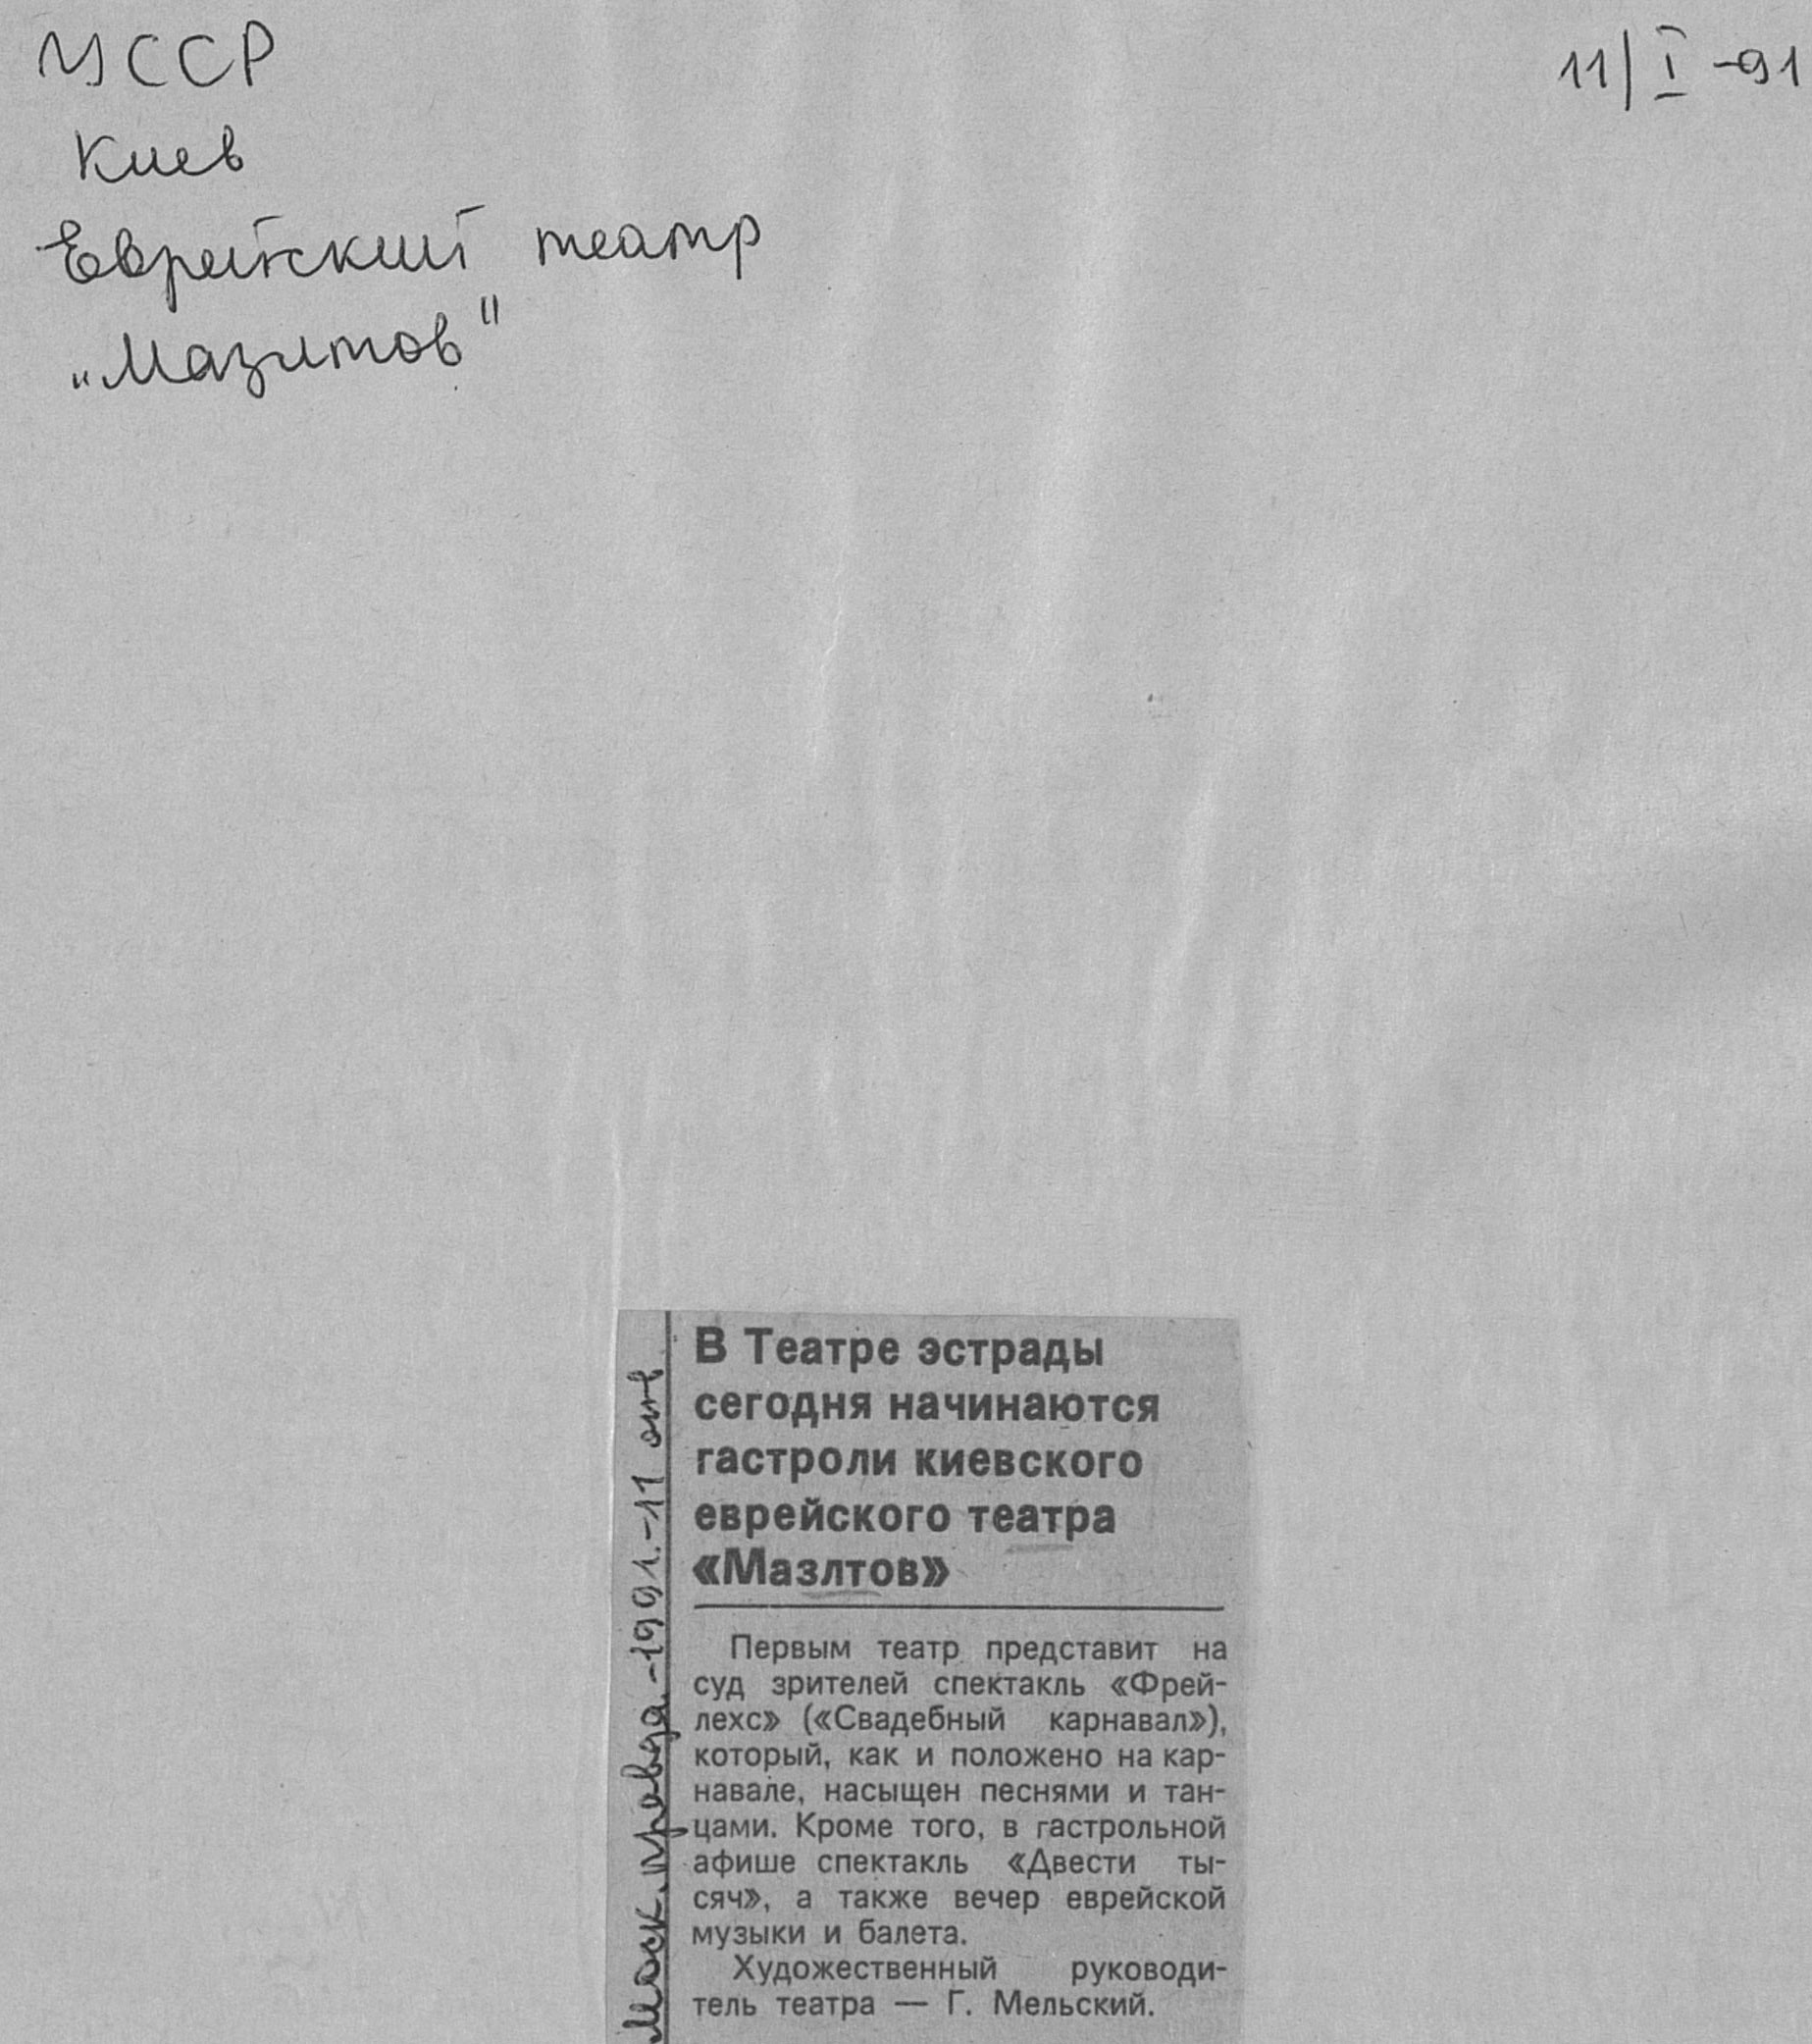 УССР
11/I-91
Киев
Еврейский театр
„Мазлтов"
Моск. правда.-1991.-11 янв
В Театре эстрады
сегодня начинаются
гастроли киевского
еврейского театра
«Мазлтов»
Первым театр представит на
суд зрителей спектакль «Фрей-
лехс» («Свадебный карнавал»),
который, как и положено на кар-
навале, насыщен песнями и тан-
цами. Кроме того, в гастрольной
афише спектакль «Двести ты-
сяч», а также вечер еврейской
музыки и балета.
Художественный руководи-
тель театра — Г. Мельский.